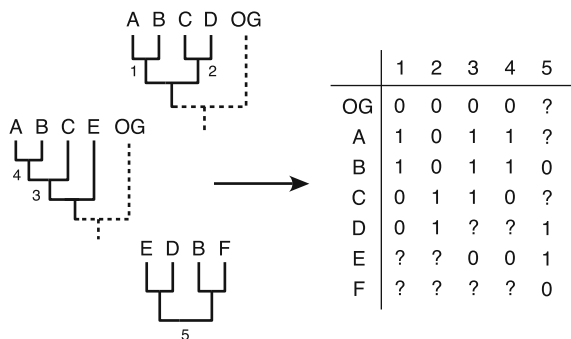 A B C D OG
1 2
A B C E OG
4
3
E D B F
5
1 2 3 4 5
OG 0 0 0 0 ?
A 1 0 1 1 ?
B 1 0 1 1 0
C 0 1 1 0 ?
D 0 1 ? ? 1
E ? ? 0 0 1
F ? ? ? ? 0